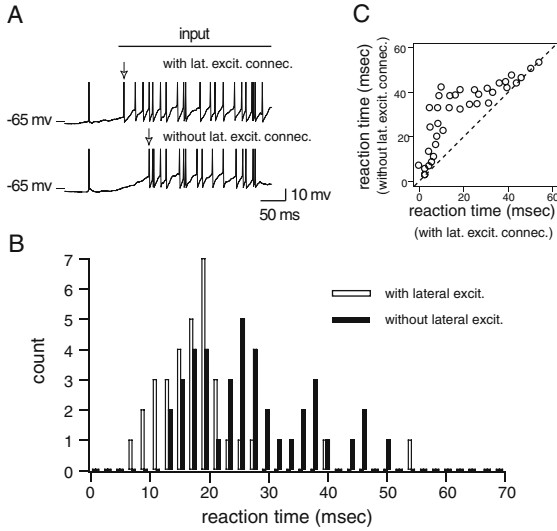 A
input
with lat. excit. connec.
-65 mv
without lat. excit. connec.
-65 mv
10 mV
50 ms
C
60
40
20
0
0 20 40 60
reaction time (msec)
(without lat. excit. connec.)
reaction time (msec)
(with lat. excit. connec.)
B
7
6
5
4
3
2
1
0
count
with lateral excit.
without lateral excit.
0 10 20 30 40 50 60 70
reaction time (msec)